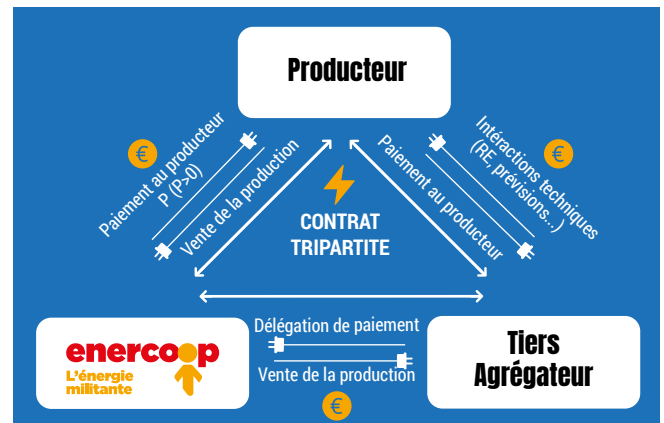 Producteur
€
Paiement au producteur
P (P>0)
Vente de la production
€
Intéractions techniques
(RE, prévisions...)
Paiement au producteur
CONTRAT
TRIPARTITE
enercoop
L'énergie
militante
Délégation de paiement
Vente de la production
€
Tiers
Agrégateur